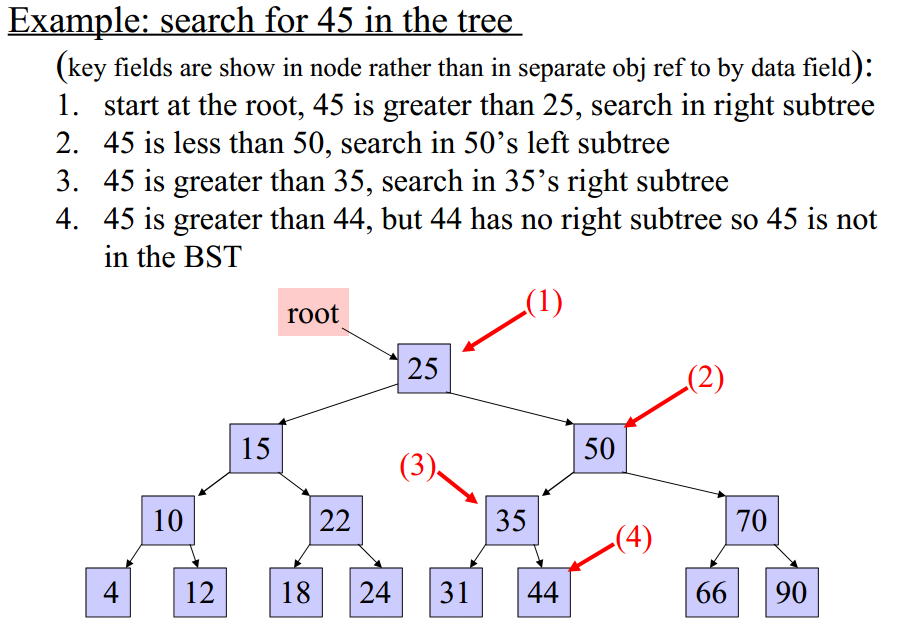 Example: search for 45 in the tree
(key fields are show in node rather than in separate obj ref to by data field):
1. start at the root, 45 is greater than 25, search in right subtree
2. 45 is less than 50, search in 50's left subtree
3. 45 is greater than 35, search in 35's right subtree
4. 45 is greater than 44, but 44 has no right subtree so 45 is not
in the BST
root
(1)
25
(2)
15
50
(3)
10
22
35
(4)
70
4
12
18
24
31
44
66
90